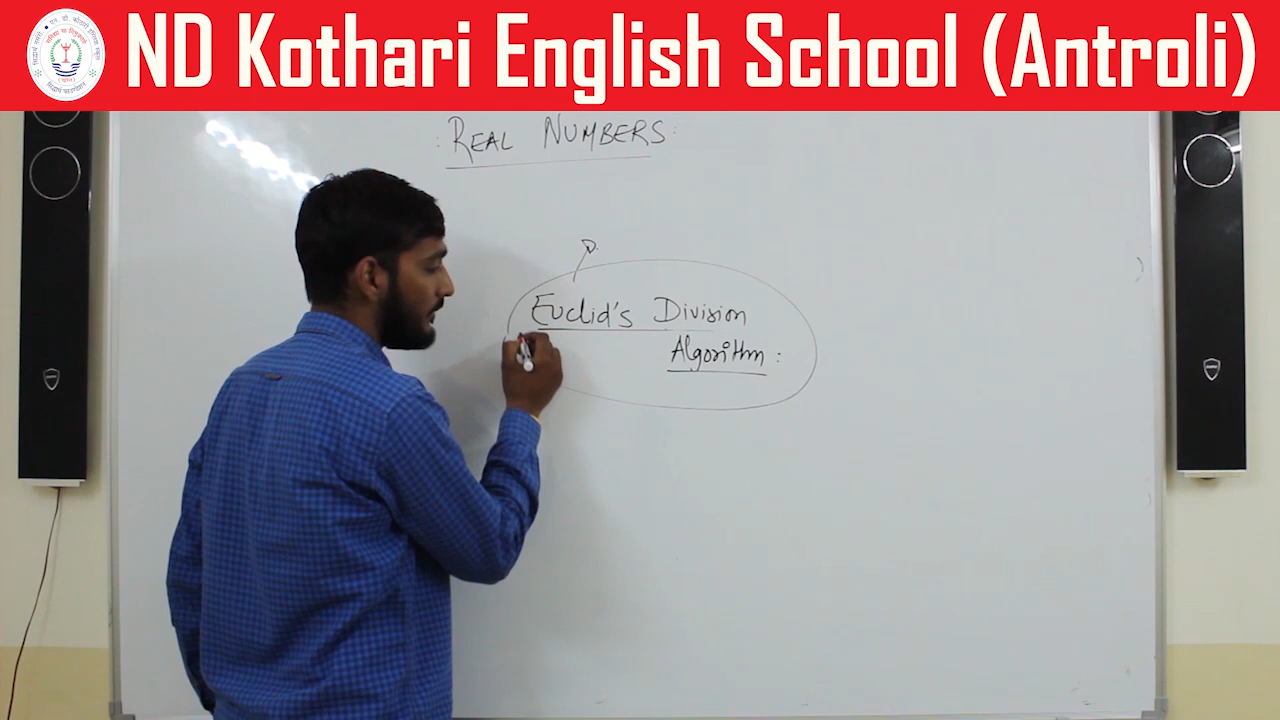 ND Kothari English School (Antroli)
: REAL NUMBERS :
Euclid's Division
Algorithm :